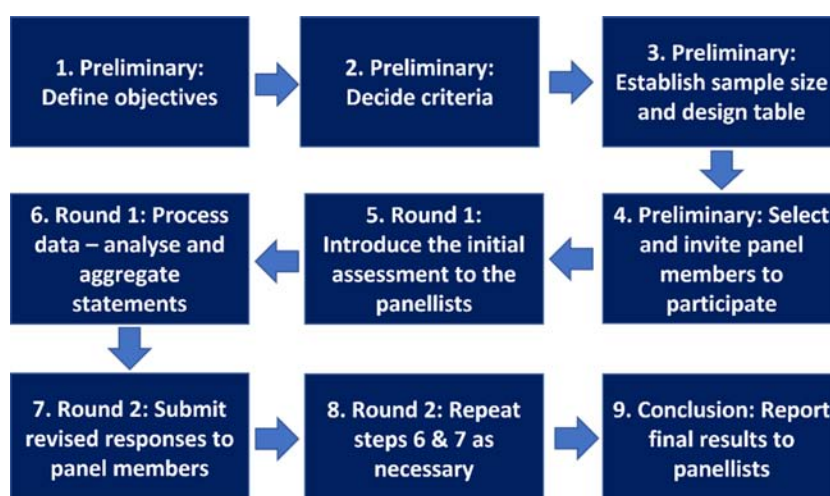 1. Preliminary:
Define objectives
2. Preliminary:
Decide criteria
3. Preliminary:
Establish sample size
and design table
4. Preliminary: Select
and invite panel
members to
participate
5. Round 1:
Introduce the initial
assessment to the
panellists
6. Round 1: Process
data – analyse and
aggregate
statements
7. Round 2: Submit
revised responses to
panel members
8. Round 2: Repeat
steps 6 & 7 as
necessary
9. Conclusion: Report
final results to
panellists